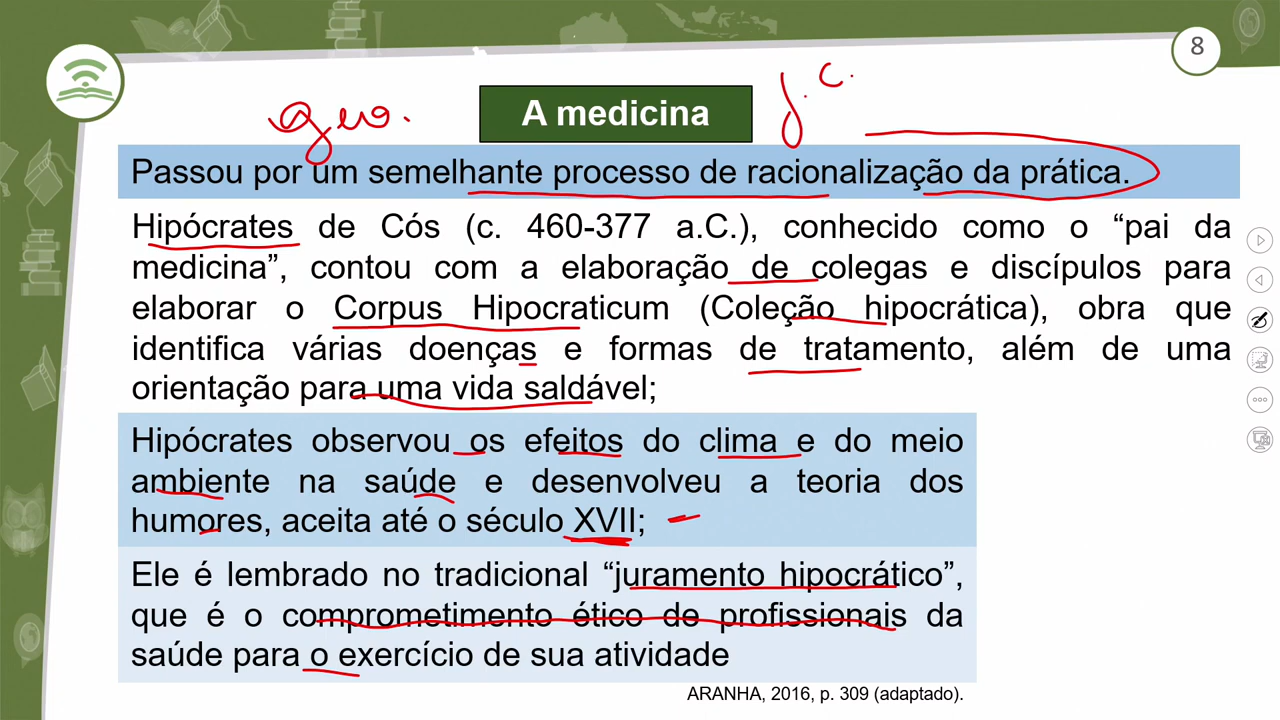 8
A medicina
Passou por um semelhante processo de racionalização da prática.
Hipócrates de Cós (c. 460-377 a.C.), conhecido como o “pai da
medicina”, contou com a elaboração de colegas e discípulos para
elaborar o Corpus Hipocraticum (Coleção hipocrática), obra que
identifica várias doenças e formas de tratamento, além de uma
orientação para uma vida saldável;
Hipócrates observou os efeitos do clima e do meio
ambiente na saúde e desenvolveu a teoria dos
humores, aceita até o século XVII;
Ele é lembrado no tradicional “juramento hipocrático”,
que é o comprometimento ético de profissionais da
saúde para o exercício de sua atividade
ARANHA, 2016, p. 309 (adaptado).